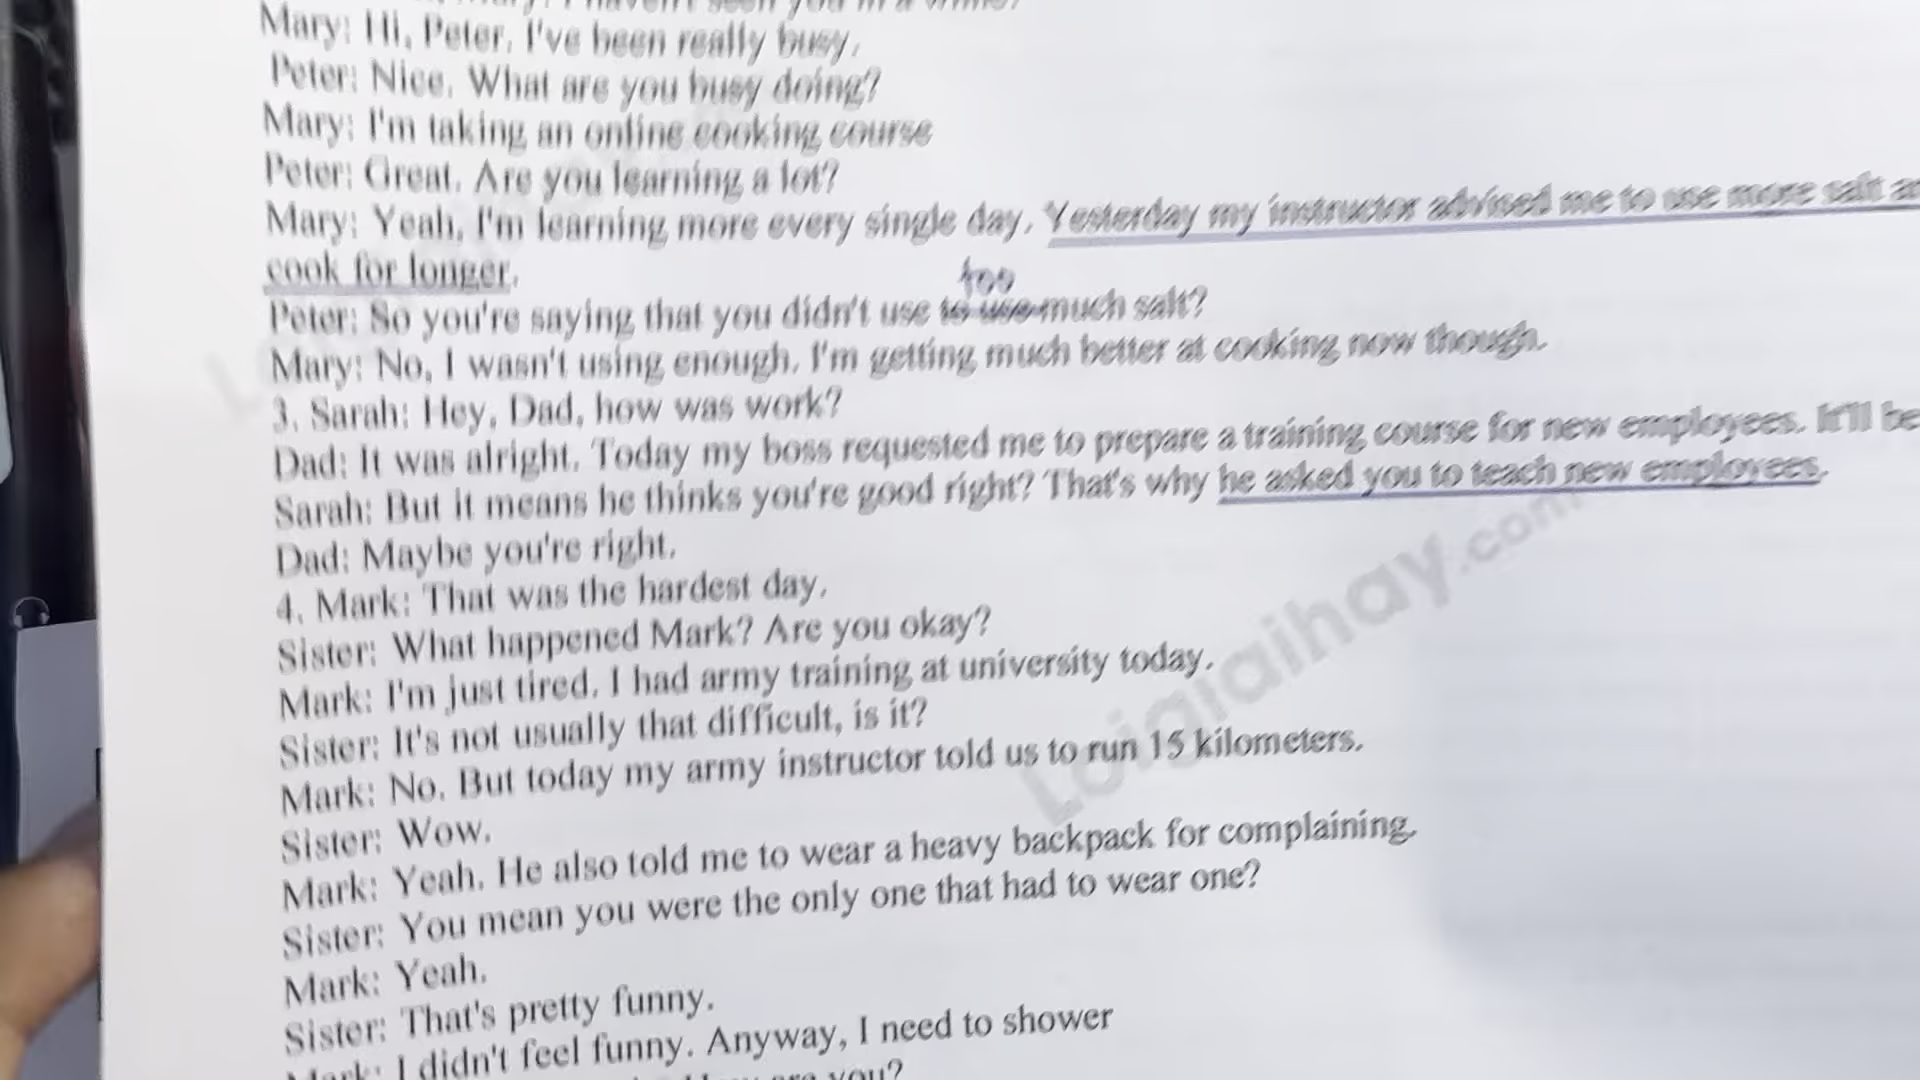 Mary: Hi, Peter. I've been really busy.
Peter: Nice. What are you busy doing?
Mary: I'm taking an online cooking course
Peter: Great. Are you learning a lot?
Mary: Yeah, I'm learning more every single day. Yesterday my instructor advised me to use more salt
cook for longer.
too
Peter: So you're saying that you didn't use to use much salt?
Mary: No, I wasn't using enough. I'm getting much better at cooking now though.
3. Sarah: Hey, Dad, how was work?
Dad: It was alright. Today my boss requested me to prepare a training course for new employees. It'll be
Sarah: But it means he thinks you're good right? That's why he asked you to teach new employees.
Dad: Maybe you're right.
4. Mark: That was the hardest day.
Sister: What happened Mark? Are you okay?
Mark: I'm just tired. I had army training at university today.
Sister: It's not usually that difficult, is it?
Mark: No. But today my army instructor told us to run 15 kilometers.
Sister: Wow.
Mark: Yeah. He also told me to wear a heavy backpack for complaining.
Sister: You mean you were the only one that had to wear one?
Mark: Yeah.
Sister: That's pretty funny.
Mark: I didn't feel funny. Anyway, I need to shower
you?
Loigiaihay.com